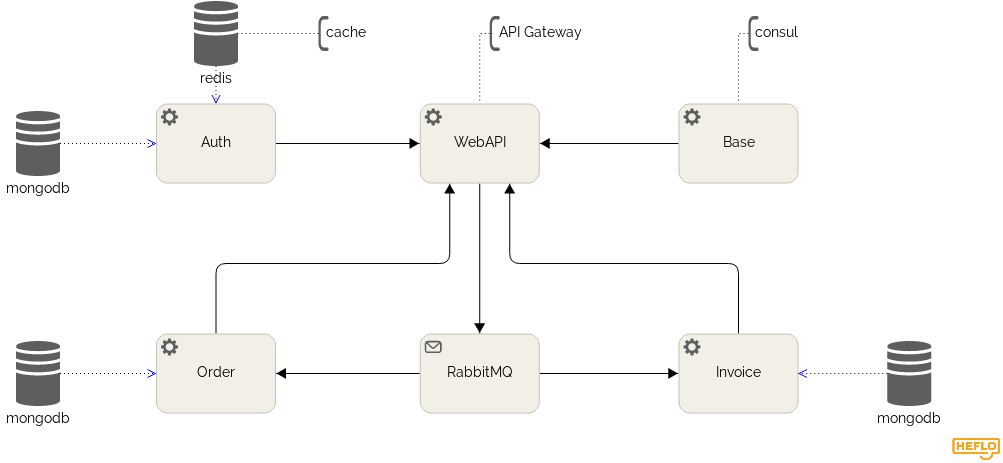 cache
API Gateway
consul
redis
Auth
WebAPI
Base
mongodb
Order
RabbitMQ
Invoice
mongodb
mongodb
HEFLO